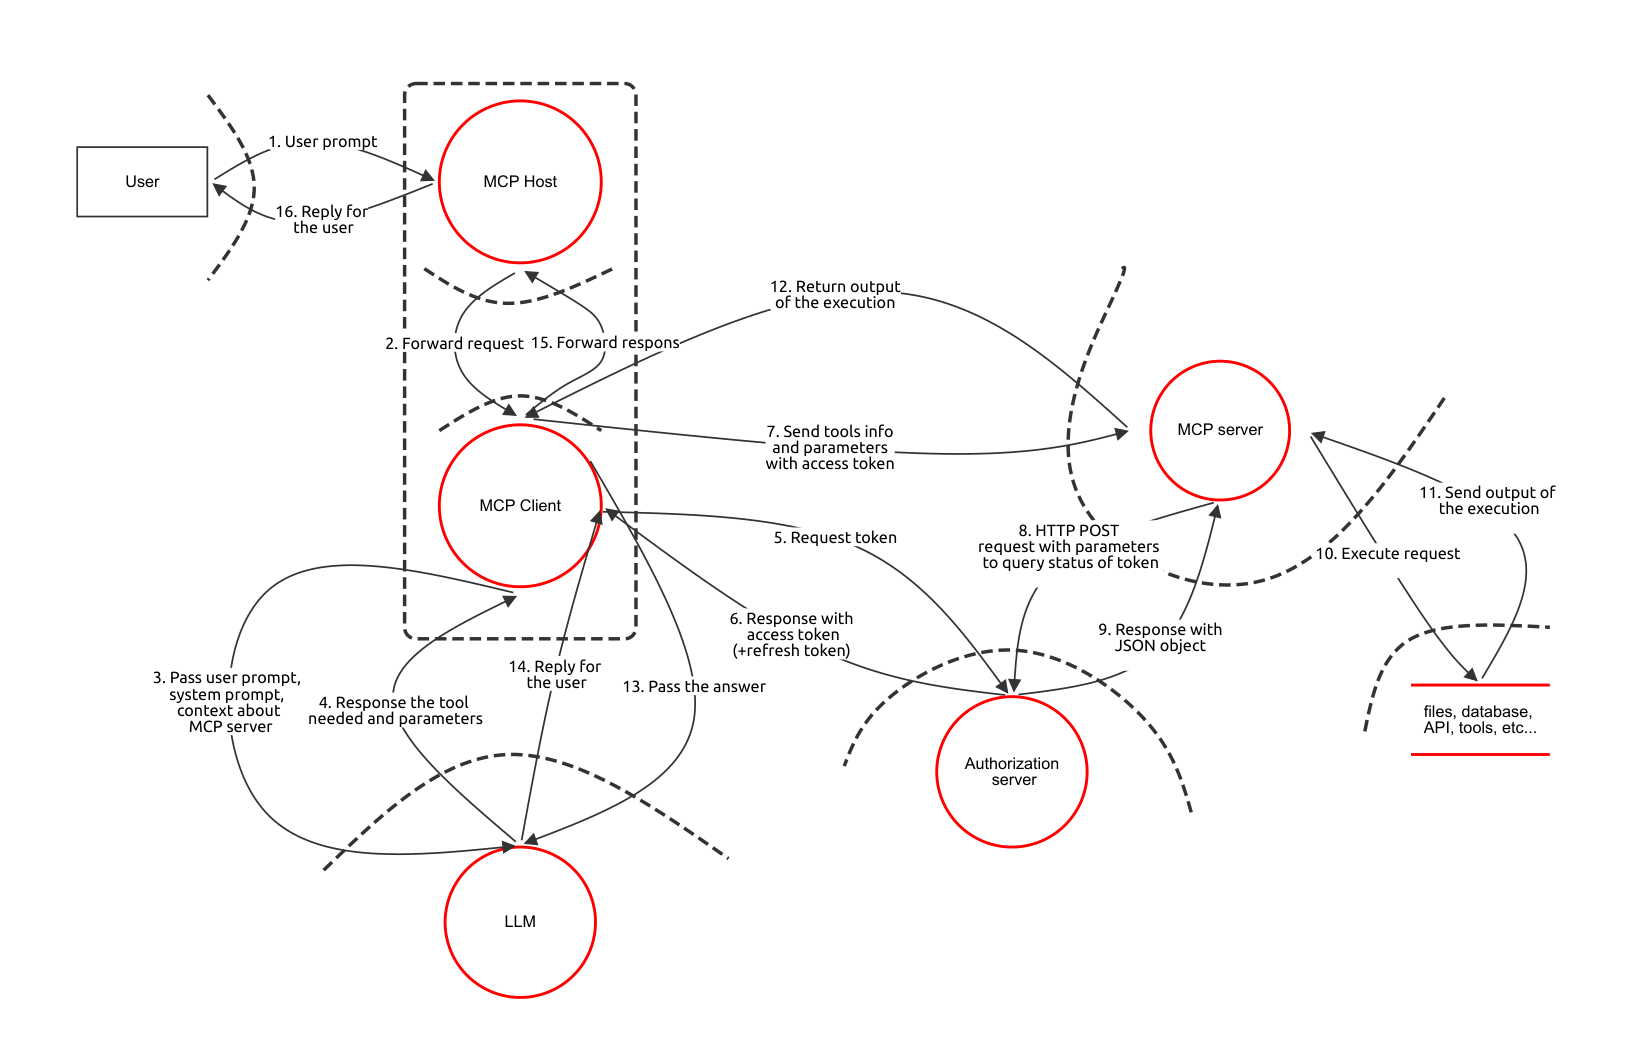 1. User prompt
User
MCP Host
16. Reply for
the user
12. Return output
of the execution
2. Forward request
15. Forward respons
7. Send tools info
and parameters
with access token
MCP server
MCP Client
11. Send output of
the execution
5. Request token
8. HTTP POST
request with parameters
to query status of token
10. Execute request
6. Response with
access token
(+refresh token)
9. Response with
JSON object
3. Pass user prompt,
system prompt,
context about
MCP server
4. Response the tool
needed and parameters
14. Reply for
the user
13. Pass the answer
files, database,
API, tools, etc...
Authorization
server
LLM